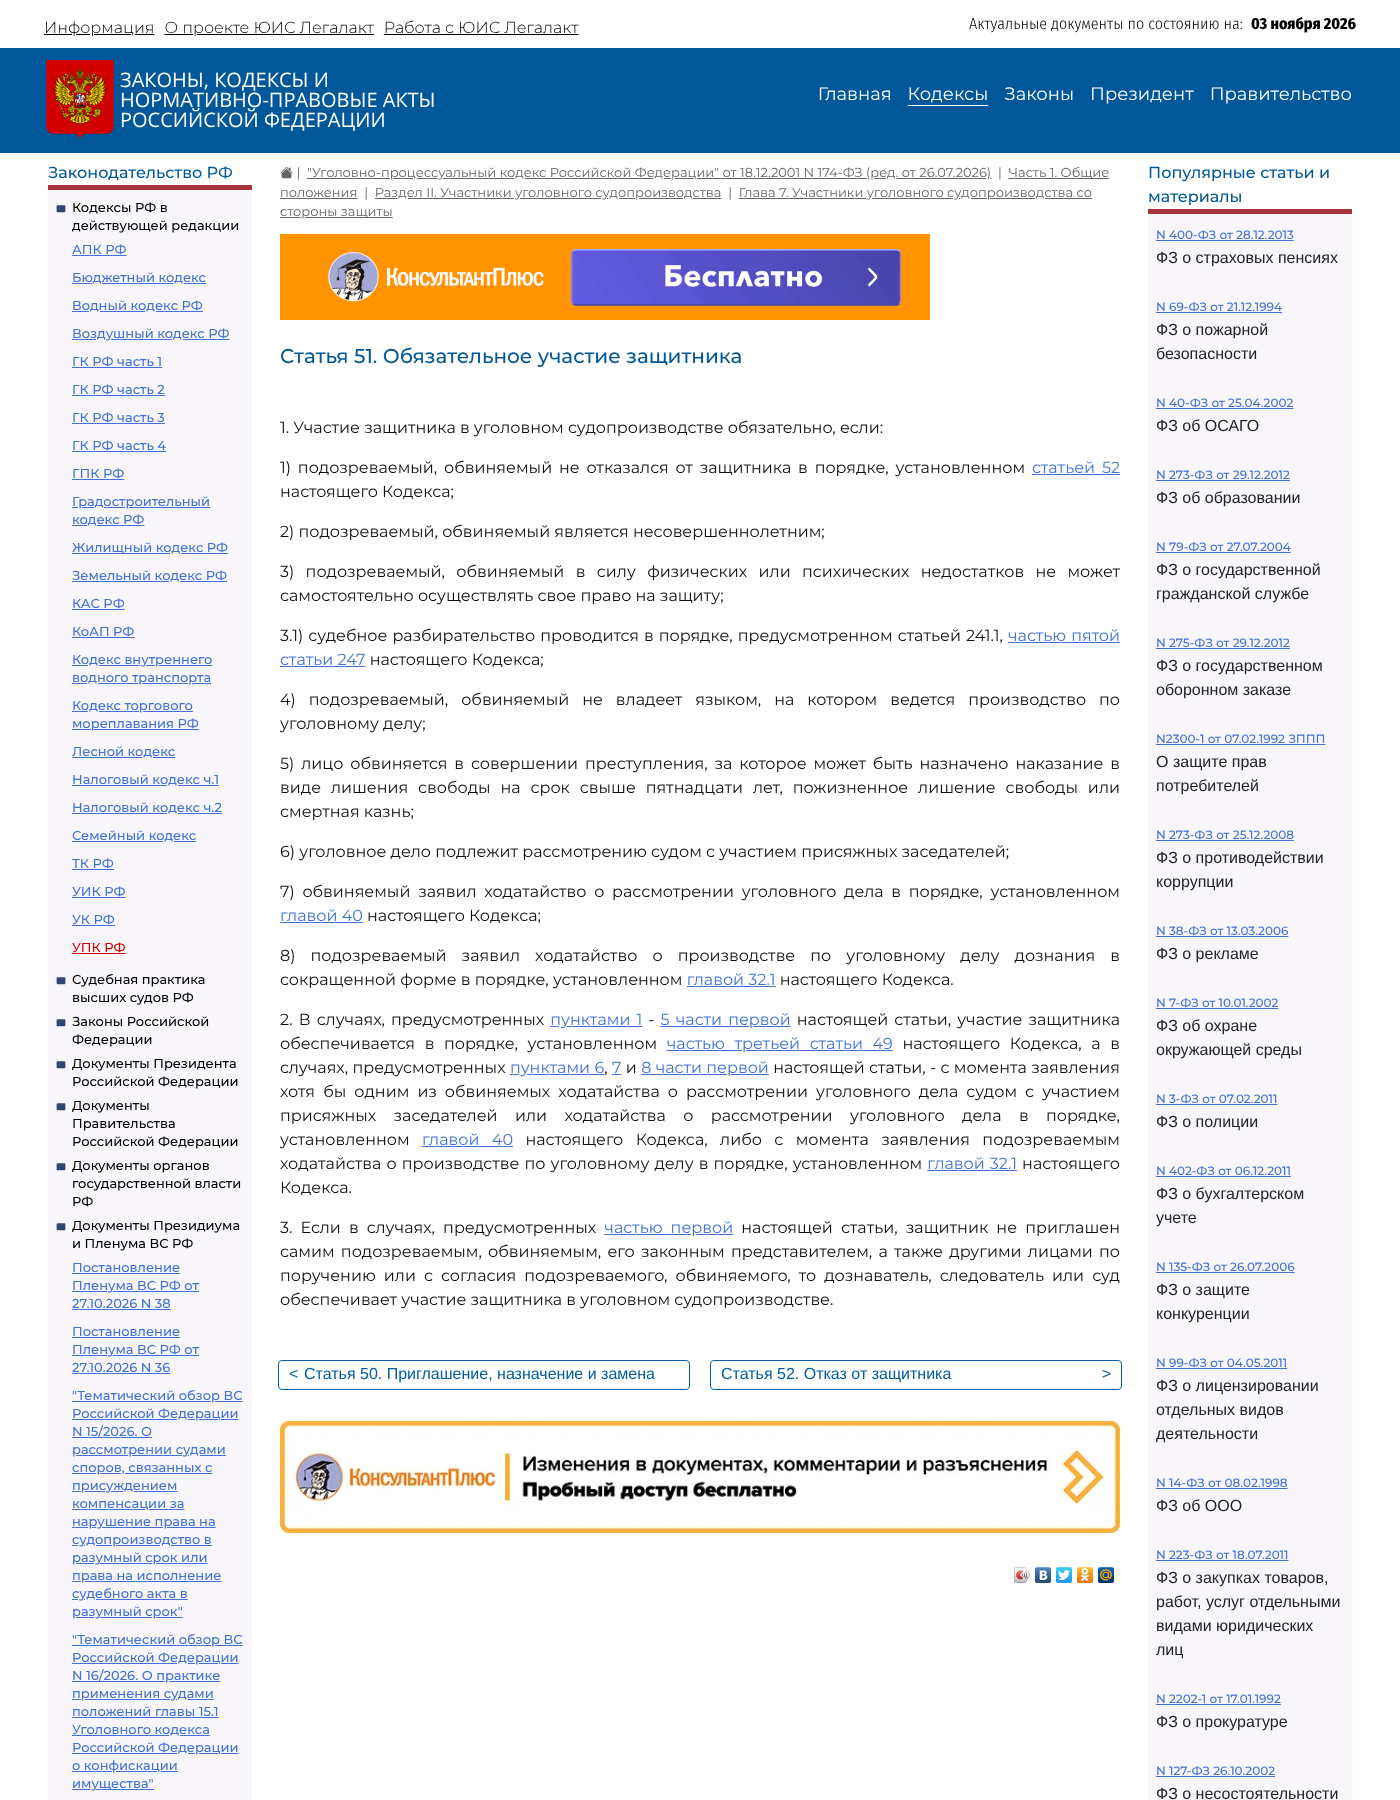 Информация О проекте ЮИС Легалакт Работа с ЮИС Легалакт
Актуальные документы по состоянию на: 03 ноября 2026
ЗАКОНЫ, КОДЕКСЫ И
НОРМАТИВНО-ПРАВОВЫЕ АКТЫ
РОССИЙСКОЙ ФЕДЕРАЦИИ
Главная Кодексы Законы Президент Правительство
Законодательство РФ
Кодексы РФ в
действующей редакции
АПК РФ
Бюджетный кодекс
Водный кодекс РФ
Воздушный кодекс РФ
ГК РФ часть 1
ГК РФ часть 2
ГК РФ часть 3
ГК РФ часть 4
ГПК РФ
Градостроительный
кодекс РФ
Жилищный кодекс РФ
Земельный кодекс РФ
КАС РФ
КоАП РФ
Кодекс внутреннего
водного транспорта
Кодекс торгового
мореплавания РФ
Лесной кодекс
Налоговый кодекс ч.1
Налоговый кодекс ч.2
Семейный кодекс
ТК РФ
УИК РФ
УК РФ
УПК РФ
Судебная практика
высших судов РФ
Законы Российской
Федерации
Документы Президента
Российской Федерации
Документы
Правительства
Российской Федерации
Документы органов
государственной власти
РФ
Документы Президиума
и Пленума ВС РФ
Постановление
Пленума ВС РФ от
27.10.2026 N 38
Постановление
Пленума ВС РФ от
27.10.2026 N 36
"Тематический обзор ВС
Российской Федерации
N 15/2026. О
рассмотрении судами
споров, связанных с
присуждением
компенсации за
нарушение права на
судопроизводство в
разумный срок или
права на исполнение
судебного акта в
разумный срок"
"Тематический обзор ВС
Российской Федерации
N 16/2026. О практике
применения судами
положений главы 15.1
Уголовного кодекса
Российской Федерации
о конфискации
имущества"
| "Уголовно-процессуальный кодекс Российской Федерации" от 18.12.2001 N 174-ФЗ (ред. от 26.07.2026) | Часть 1. Общие
положения | Раздел II. Участники уголовного судопроизводства | Глава 7. Участники уголовного судопроизводства со
стороны защиты
КонсультантПлюс Бесплатно
Статья 51. Обязательное участие защитника
1. Участие защитника в уголовном судопроизводстве обязательно, если:
1) подозреваемый, обвиняемый не отказался от защитника в порядке, установленном статьей 52
настоящего Кодекса;
2) подозреваемый, обвиняемый является несовершеннолетним;
3) подозреваемый, обвиняемый в силу физических или психических недостатков не может
самостоятельно осуществлять свое право на защиту;
3.1) судебное разбирательство проводится в порядке, предусмотренном статьей 241.1, частью пятой
статьи 247 настоящего Кодекса;
4) подозреваемый, обвиняемый не владеет языком, на котором ведется производство по
уголовному делу;
5) лицо обвиняется в совершении преступления, за которое может быть назначено наказание в
виде лишения свободы на срок свыше пятнадцати лет, пожизненное лишение свободы или
смертная казнь;
6) уголовное дело подлежит рассмотрению судом с участием присяжных заседателей;
7) обвиняемый заявил ходатайство о рассмотрении уголовного дела в порядке, установленном
главой 40 настоящего Кодекса;
8) подозреваемый заявил ходатайство о производстве по уголовному делу дознания в
сокращенной форме в порядке, установленном главой 32.1 настоящего Кодекса.
2. В случаях, предусмотренных пунктами 1 - 5 части первой настоящей статьи, участие защитника
обеспечивается в порядке, установленном частью третьей статьи 49 настоящего Кодекса, а в
случаях, предусмотренных пунктами 6, 7 и 8 части первой настоящей статьи, - с момента заявления
хотя бы одним из обвиняемых ходатайства о рассмотрении уголовного дела судом с участием
присяжных заседателей или ходатайства о рассмотрении уголовного дела в порядке,
установленном главой 40 настоящего Кодекса, либо с момента заявления подозреваемым
ходатайства о производстве по уголовному делу в порядке, установленном главой 32.1 настоящего
Кодекса.
3. Если в случаях, предусмотренных частью первой настоящей статьи, защитник не приглашен
самим подозреваемым, обвиняемым, его законным представителем, а также другими лицами по
поручению или с согласия подозреваемого, обвиняемого, то дознаватель, следователь или суд
обеспечивает участие защитника в уголовном судопроизводстве.
< Статья 50. Приглашение, назначение и замена
Статья 52. Отказ от защитника >
КонсультантПлюс
Изменения в документах, комментарии и разъяснения
Пробный доступ бесплатно
Популярные статьи и
материалы
N 400-ФЗ от 28.12.2013
ФЗ о страховых пенсиях
N 69-ФЗ от 21.12.1994
ФЗ о пожарной
безопасности
N 40-ФЗ от 25.04.2002
ФЗ об ОСАГО
N 273-ФЗ от 29.12.2012
ФЗ об образовании
N 79-ФЗ от 27.07.2004
ФЗ о государственной
гражданской службе
N 275-ФЗ от 29.12.2012
ФЗ о государственном
оборонном заказе
N2300-1 от 07.02.1992 ЗППП
О защите прав
потребителей
N 273-ФЗ от 25.12.2008
ФЗ о противодействии
коррупции
N 38-ФЗ от 13.03.2006
ФЗ о рекламе
N 7-ФЗ от 10.01.2002
ФЗ об охране
окружающей среды
N 3-ФЗ от 07.02.2011
ФЗ о полиции
N 402-ФЗ от 06.12.2011
ФЗ о бухгалтерском
учете
N 135-ФЗ от 26.07.2006
ФЗ о защите
конкуренции
N 99-ФЗ от 04.05.2011
ФЗ о лицензировании
отдельных видов
деятельности
N 14-ФЗ от 08.02.1998
ФЗ об ООО
N 223-ФЗ от 18.07.2011
ФЗ о закупках товаров,
работ, услуг отдельными
видами юридических
лиц
N 2202-1 от 17.01.1992
ФЗ о прокуратуре
N 127-ФЗ 26.10.2002
ФЗ о несостоятельности